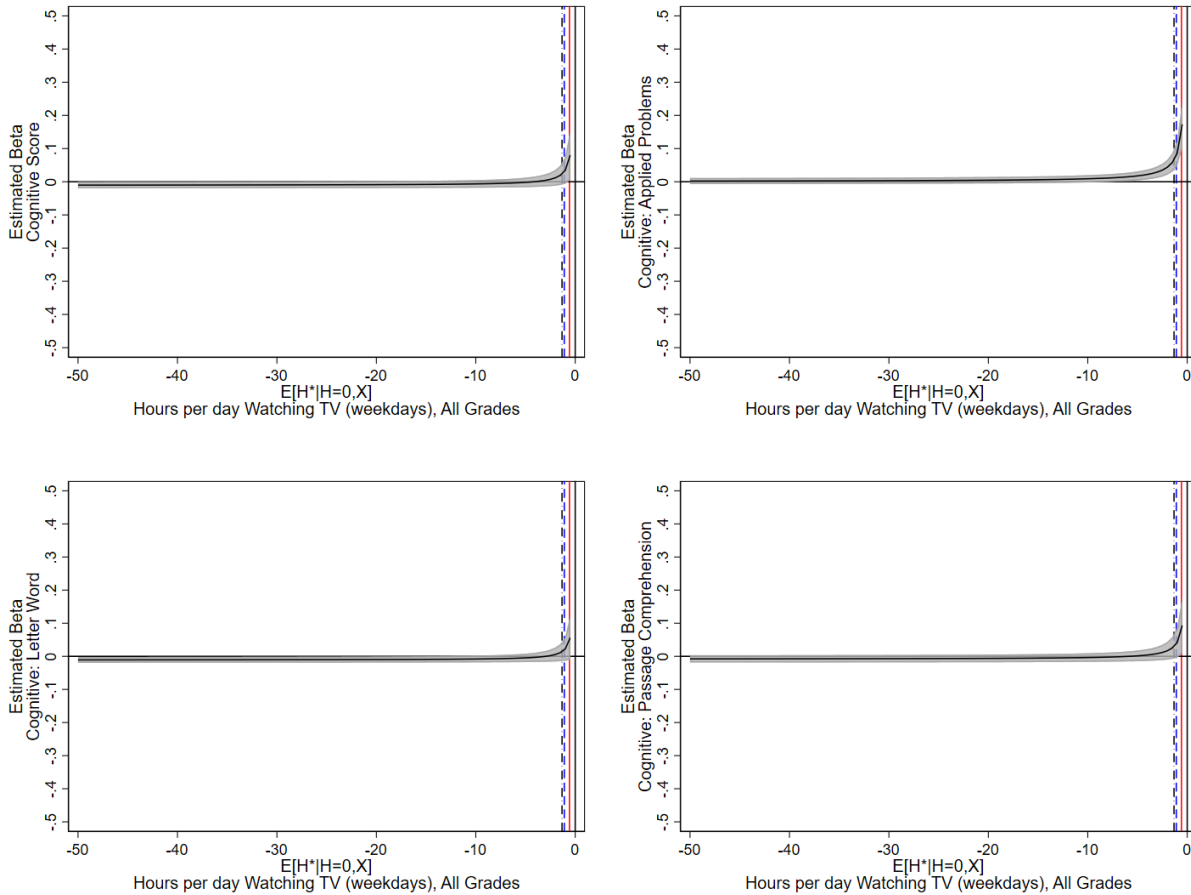 Estimated Beta
Cognitive Score
.5
.4
.3
.2
.1
0
-.1
-.2
-.3
-.4
-.5
-50 -40 -30 -20 -10 0
E[H*|H=0,X]
Hours per day Watching TV (weekdays), All Grades
Estimated Beta
Cognitive: Applied Problems
.5
.4
.3
.2
.1
0
-.1
-.2
-.3
-.4
-.5
-50 -40 -30 -20 -10 0
E[H*|H=0,X]
Hours per day Watching TV (weekdays), All Grades
Estimated Beta
Cognitive: Letter Word
.5
.4
.3
.2
.1
0
-.1
-.2
-.3
-.4
-.5
-50 -40 -30 -20 -10 0
E[H*|H=0,X]
Hours per day Watching TV (weekdays), All Grades
Estimated Beta
Cognitive: Passage Comprehension
.5
.4
.3
.2
.1
0
-.1
-.2
-.3
-.4
-.5
-50 -40 -30 -20 -10 0
E[H*|H=0,X]
Hours per day Watching TV (weekdays), All Grades